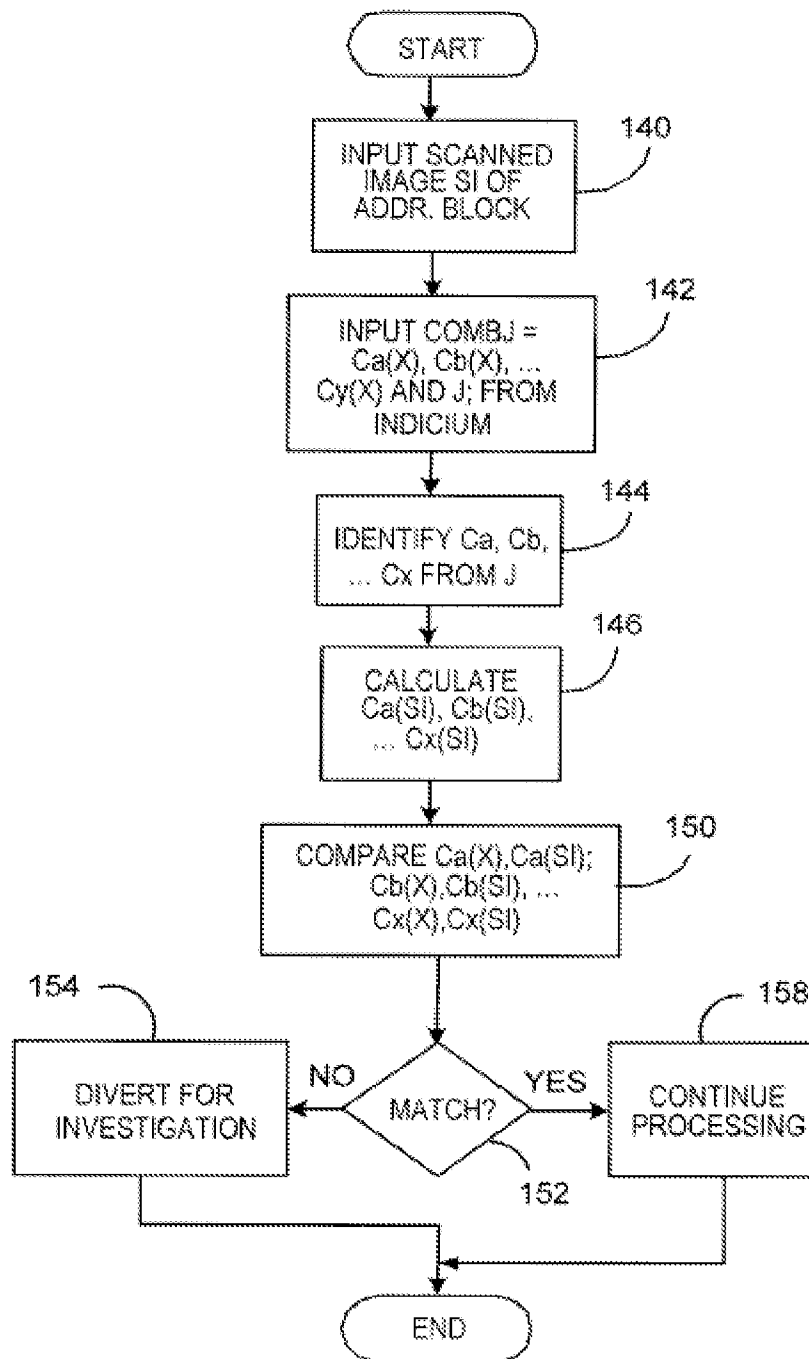 START
140
INPUT SCANNED
IMAGE SI OF
ADDR. BLOCK
142
INPUT COMBJ =
Ca(X), Cb(X), ...
Cy(X) AND J; FROM
INDICIUM
144
IDENTIFY Ca, Cb,
... Cx FROM J
146
CALCULATE
Ca(SI), Cb(SI),
... Cx(SI)
150
COMPARE Ca(X),Ca(SI);
Cb(X),Cb(SI), ...
Cx(X),Cx(SI)
154
158
DIVERT FOR
INVESTIGATION
NO
MATCH?
YES
CONTINUE
PROCESSING
152
END